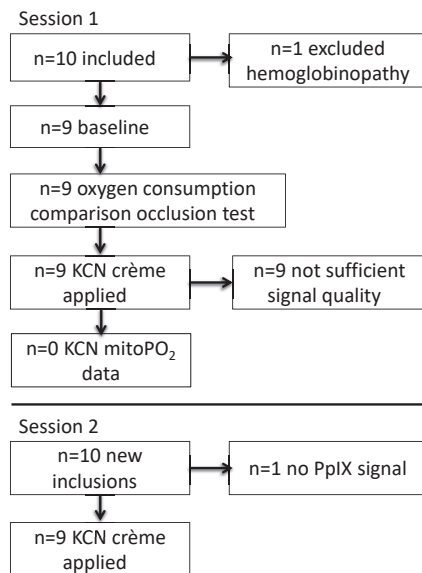 Session 1
n=10 included
n=1 excluded
hemoglobinopathy
n=9 baseline
n=9 oxygen consumption
comparison occlusion test
n=9 KCN crème
applied
n=9 not sufficient
signal quality
n=0 KCN mitoPO₂
data
Session 2
n=10 new
inclusions
n=1 no PpIX signal
n=9 KCN crème
applied